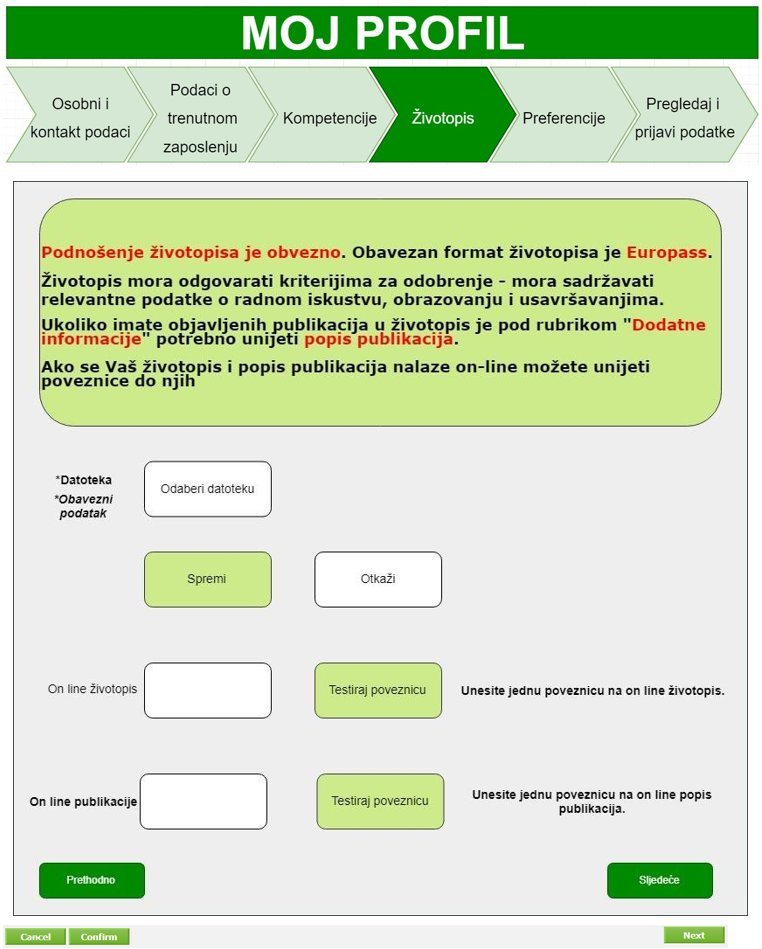 MOJ PROFIL
Osobni i
kontakt podaci
Podaci o
trenutnom
zaposlenju
Kompetencije
Životopis
Preferencije
Pregledaj i
prijavi podatke
Podnošenje životopisa je obvezno. Obavezan format životopisa je Europass.
Životopis mora odgovarati kriterijima za odobrenje - mora sadržavati
relevantne podatke o radnom iskustvu, obrazovanju i usavršavanjima.
Ukoliko imate objavljenih publikacija u životopis je pod rubrikom "Dodatne
informacije" potrebno unijeti popis publikacija.
Ako se Vaš životopis i popis publikacija nalaze on-line možete unijeti
poveznice do njih
*Datoteka
*Obavezni
podatak
Odaberi datoteku
Spremi
Otkaži
On line životopis
Testiraj poveznicu
Unesite jednu poveznicu na on line životopis.
On line publikacije
Testiraj poveznicu
Unesite jednu poveznicu na on line popis
publikacija.
Prethodno
Sljedeće
Cancel
Confirm
Next